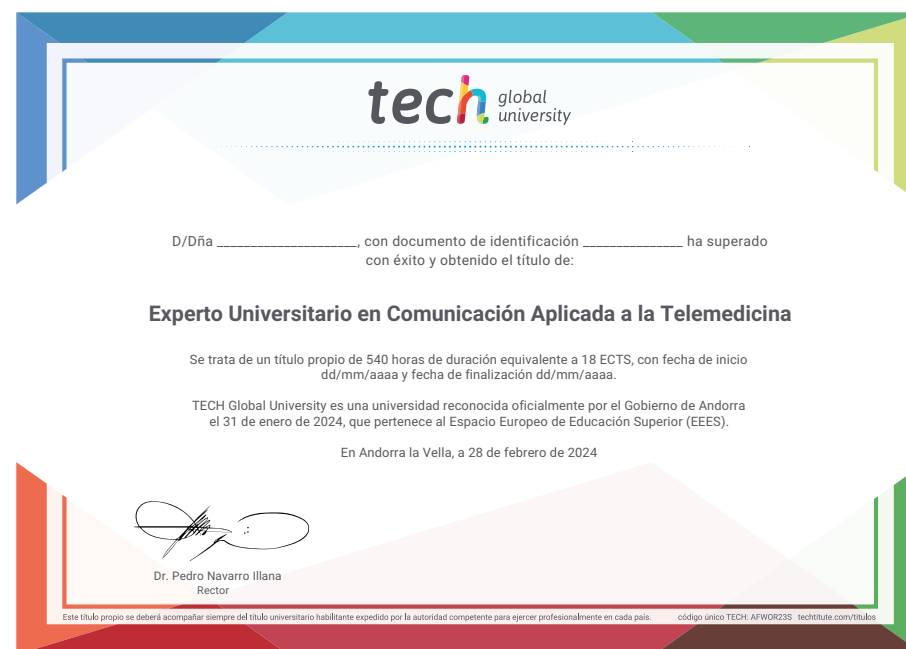 tech global
university
D/Dña _____________________, con documento de identificación _______________ ha superado
con éxito y obtenido el título de:
Experto Universitario en Comunicación Aplicada a la Telemedicina
Se trata de un título propio de 540 horas de duración equivalente a 18 ECTS, con fecha de inicio
dd/mm/aaaa y fecha de finalización dd/mm/aaaa.
TECH Global University es una universidad reconocida oficialmente por el Gobierno de Andorra
el 31 de enero de 2024, que pertenece al Espacio Europeo de Educación Superior (EEES).
En Andorra la Vella, a 28 de febrero de 2024
Dr. Pedro Navarro Illana
Rector
Este título propio se deberá acompañar siempre del título universitario habilitante expedido por la autoridad competente para ejercer profesionalmente en cada país. código único TECH: AFWOR23S techtitute.com/titulos